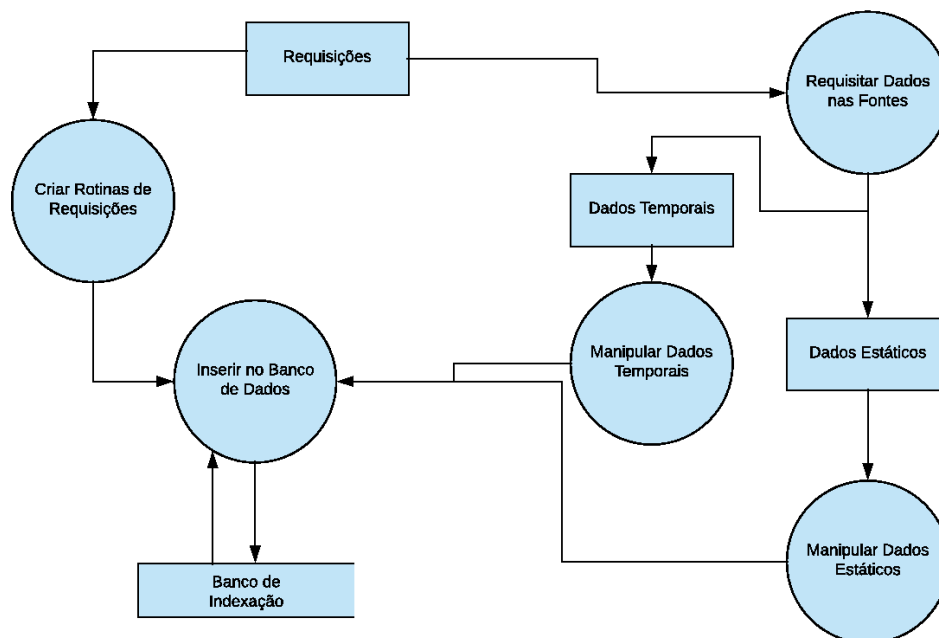 Requisições
Requisitar Dados
nas Fontes
Criar Rotinas de
Requisições
Dados Temporais
Inserir no Banco
de Dados
Manipular Dados
Temporais
Dados Estáticos
Banco de
Indexação
Manipular Dados
Estáticos